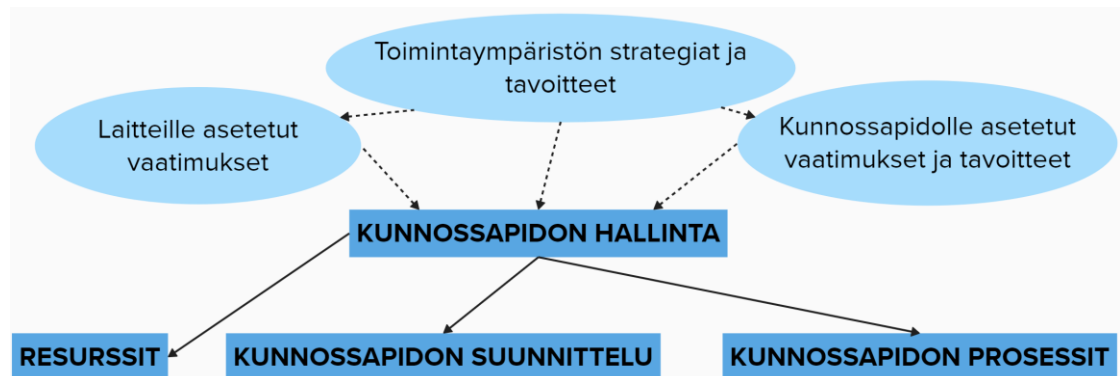 Toimintaympäristön strategiat ja
tavoitteet
Laitteille asetetut
vaatimukset
Kunnossapidolle asetetut
vaatimukset ja tavoitteet
KUNNOSSAPIDON HALLINTA
RESURSSIT
KUNNOSSAPIDON SUUNNITTELU
KUNNOSSAPIDON PROSESSIT